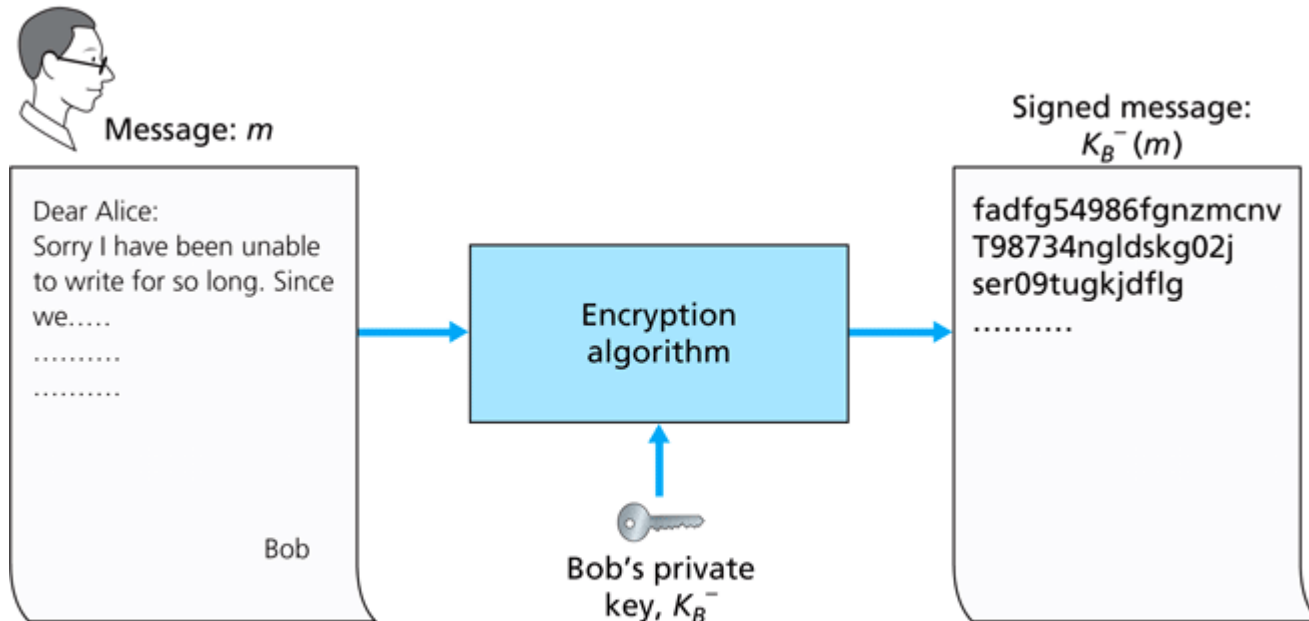 Message: m
Dear Alice:
Sorry I have been unable
to write for so long. Since
we.....
..........
..........
Bob
Encryption
algorithm
Bob's private
key, K_B^-
Signed message:
K_B^- (m)
fadfg54986fgnzmcnv
T98734ngldskg02j
ser09tugkjdflg
..........